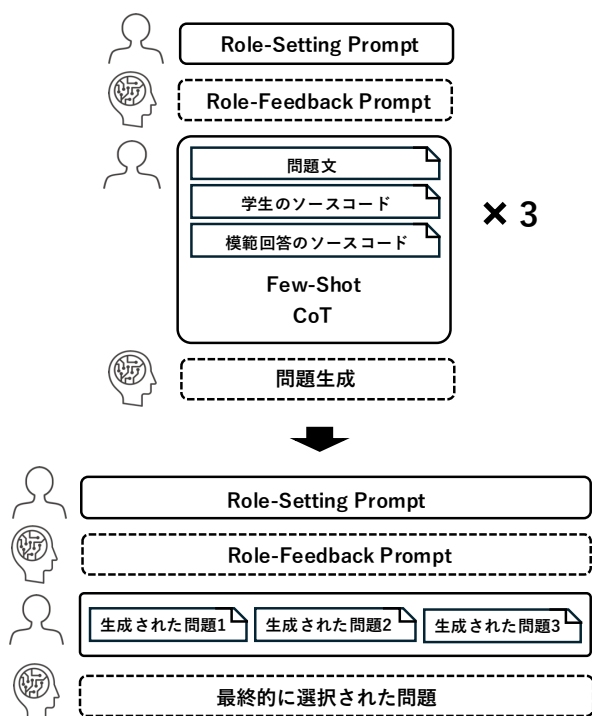 Role-Setting Prompt
Role-Feedback Prompt
問題文
学生のソースコード
模範回答のソースコード
Few-Shot
CoT
× 3
問題生成
Role-Setting Prompt
Role-Feedback Prompt
生成された問題1
生成された問題2
生成された問題3
最終的に選択された問題